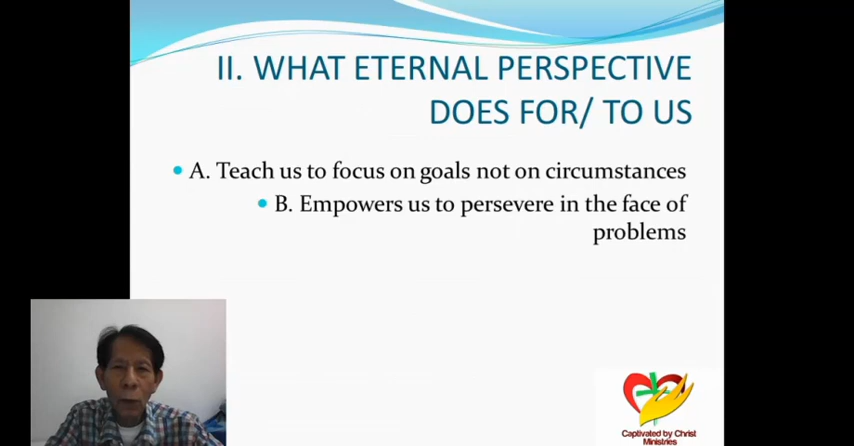 II. WHAT ETERNAL PERSPECTIVE
DOES FOR/ TO US
A. Teach us to focus on goals not on circumstances
B. Empowers us to persevere in the face of
problems
Captivated by Christ
Ministries